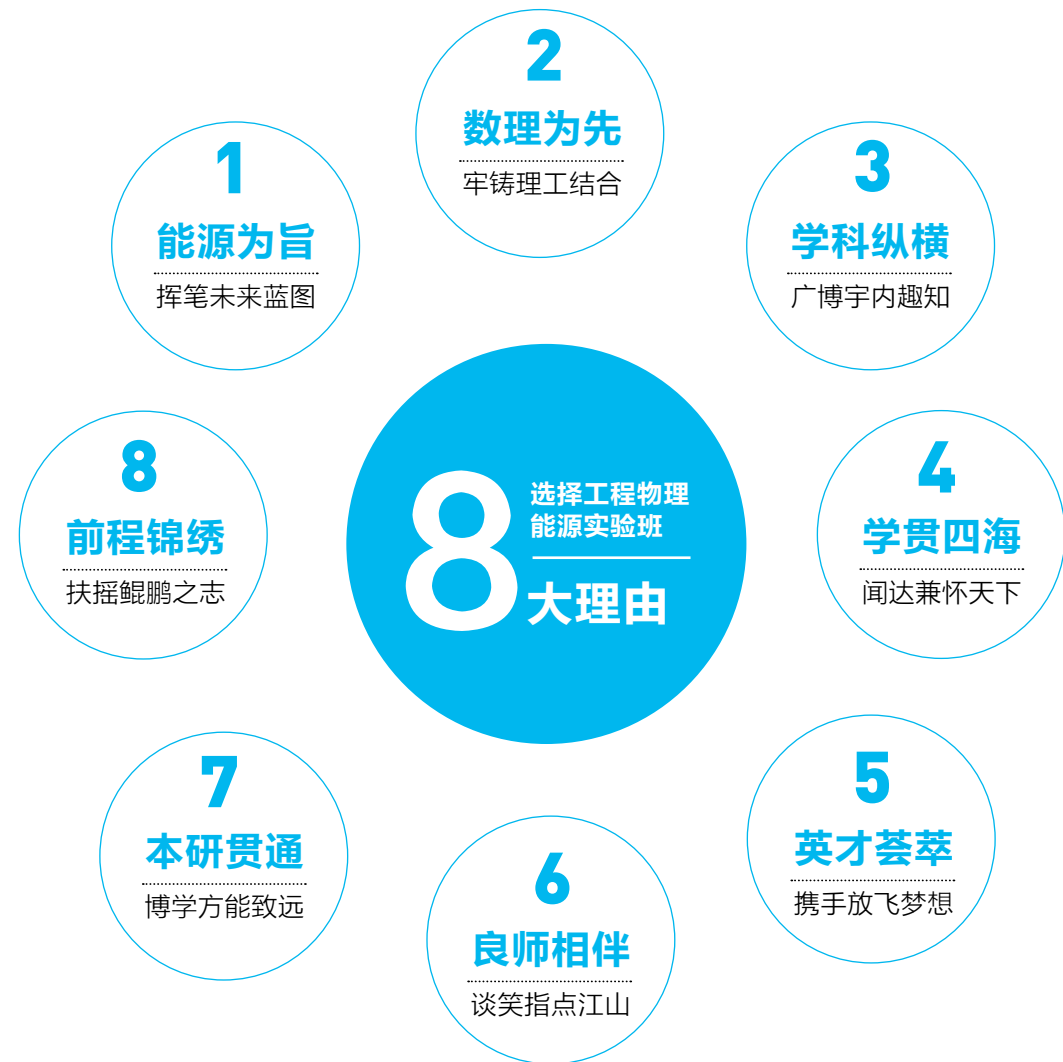 8
选择工程物理
能源实验班
大理由
1
能源为旨
挥笔未来蓝图
2
数理为先
牢铸理工结合
3
学科纵横
广博宇内趣知
4
学贯四海
闻达兼怀天下
5
英才荟萃
携手放飞梦想
6
良师相伴
谈笑指点江山
7
本研贯通
博学方能致远
8
前程锦绣
扶摇鲲鹏之志